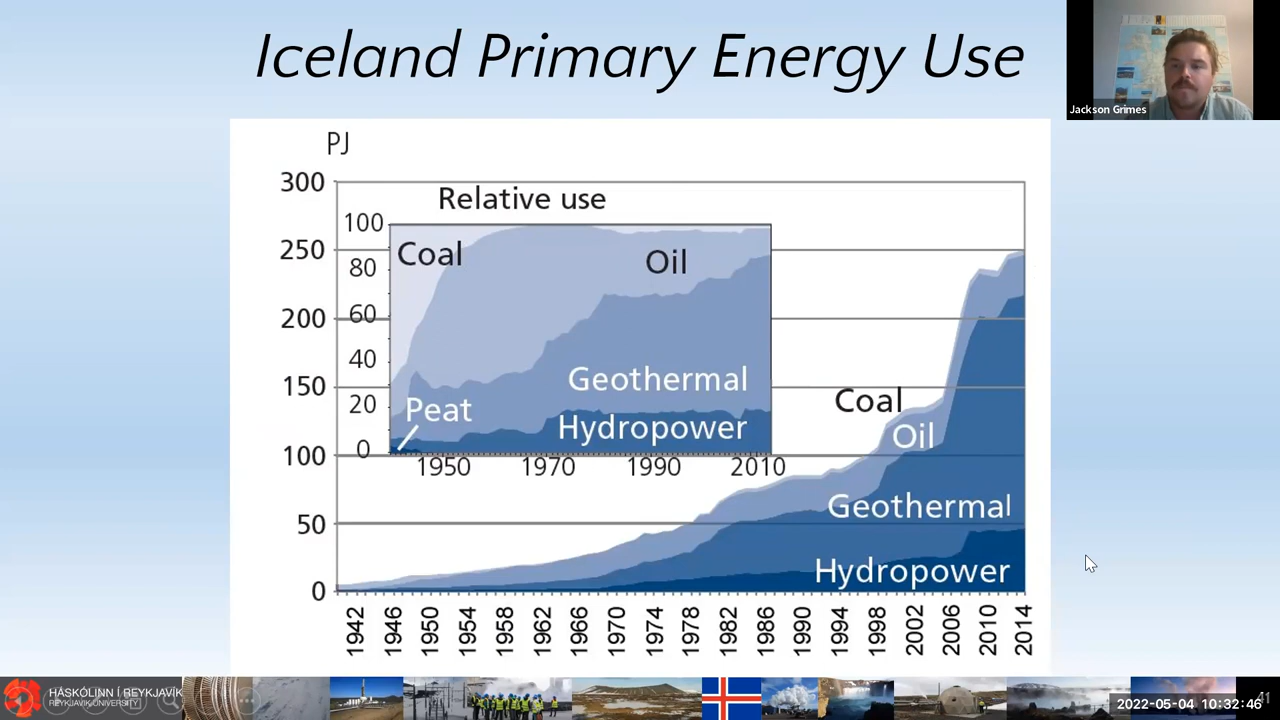 Iceland Primary Energy Use
Jackson Grimes
PJ
300
250
200
150
100
50
0
Relative use
100
80
60
40
20
0
Coal
Oil
Geothermal
Peat
Hydropower
1950 1970 1990 2010
Coal
Oil
Geothermal
Hydropower
1942 1946 1950 1954 1958 1962 1966 1970 1974 1978 1982 1986 1990 1994 1998 2002 2006 2010 2014
HÁSKÓLINN Í REYKJAVÍK
REYKJAVIK UNIVERSITY
2022-05-04 10:32:46
41